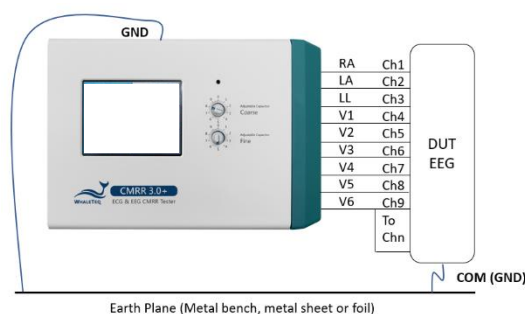 GND
Adjustable Capacitor
Coarse
Adjustable Capacitor
Fine
WHALETEQ
CMRR 3.0+
ECG & EEG CMRR Tester
RA Ch1
LA Ch2
LL Ch3
V1 Ch4
V2 Ch5
V3 Ch6
V4 Ch7
V5 Ch8
V6 Ch9
To
Chn
DUT
EEG
COM (GND)
Earth Plane (Metal bench, metal sheet or foil)